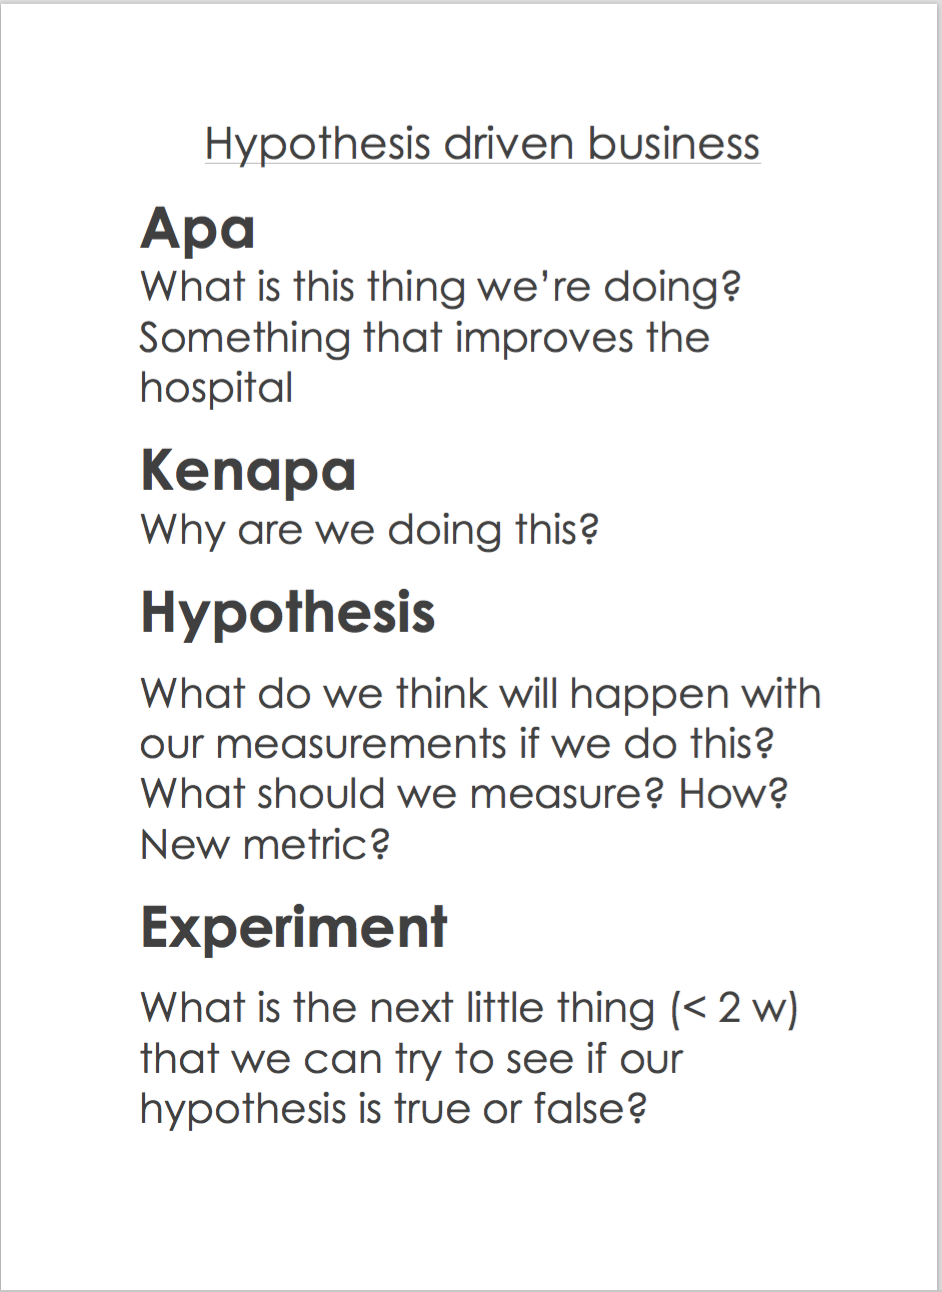 Hypothesis driven business
Apa
What is this thing we're doing?
Something that improves the
hospital
Kenapa
Why are we doing this?
Hypothesis
What do we think will happen with
our measurements if we do this?
What should we measure? How?
New metric?
Experiment
What is the next little thing (< 2 w)
that we can try to see if our
hypothesis is true or false?